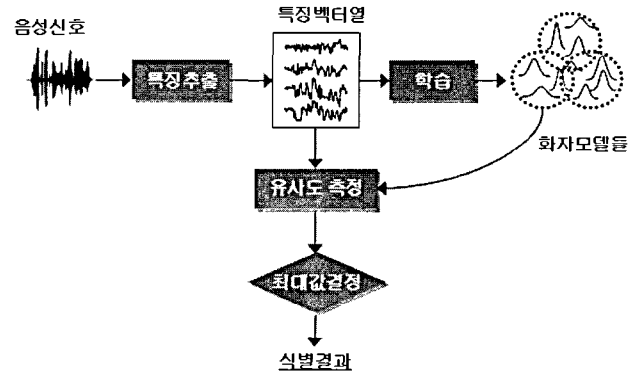 음성신호
특징벡터열
특징추출
학습
화자모델들
유사도 측정
최대값결정
식별결과